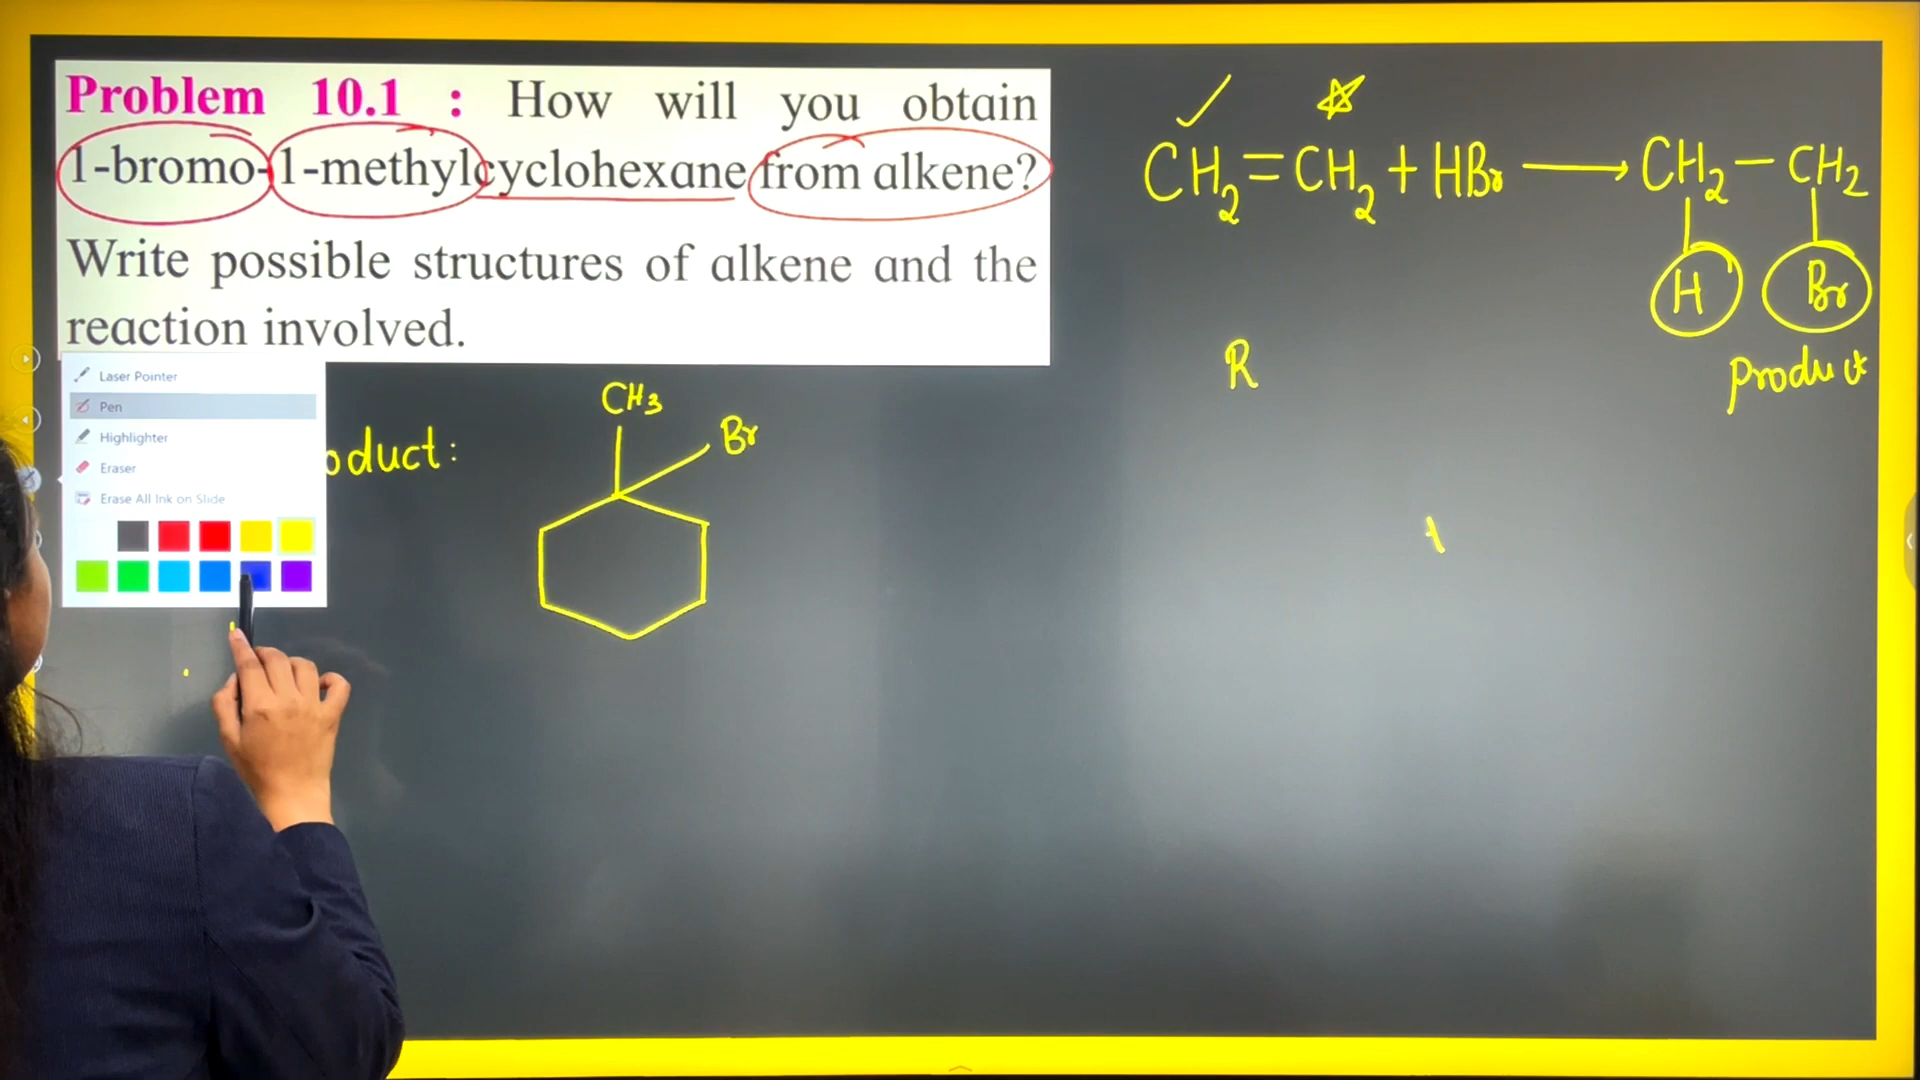 Problem 10.1 : How will you obtain
1-bromo-1-methylcyclohexane from alkene?
Write possible structures of alkene and the
reaction involved.
CH₂=CH₂+HBr⟶CH₂-CH₂
H Br
Product
R
Laser Pointer
Pen
Highlighter
Eraser
Erase All Ink on Slide
oduct:
CH₃
Br